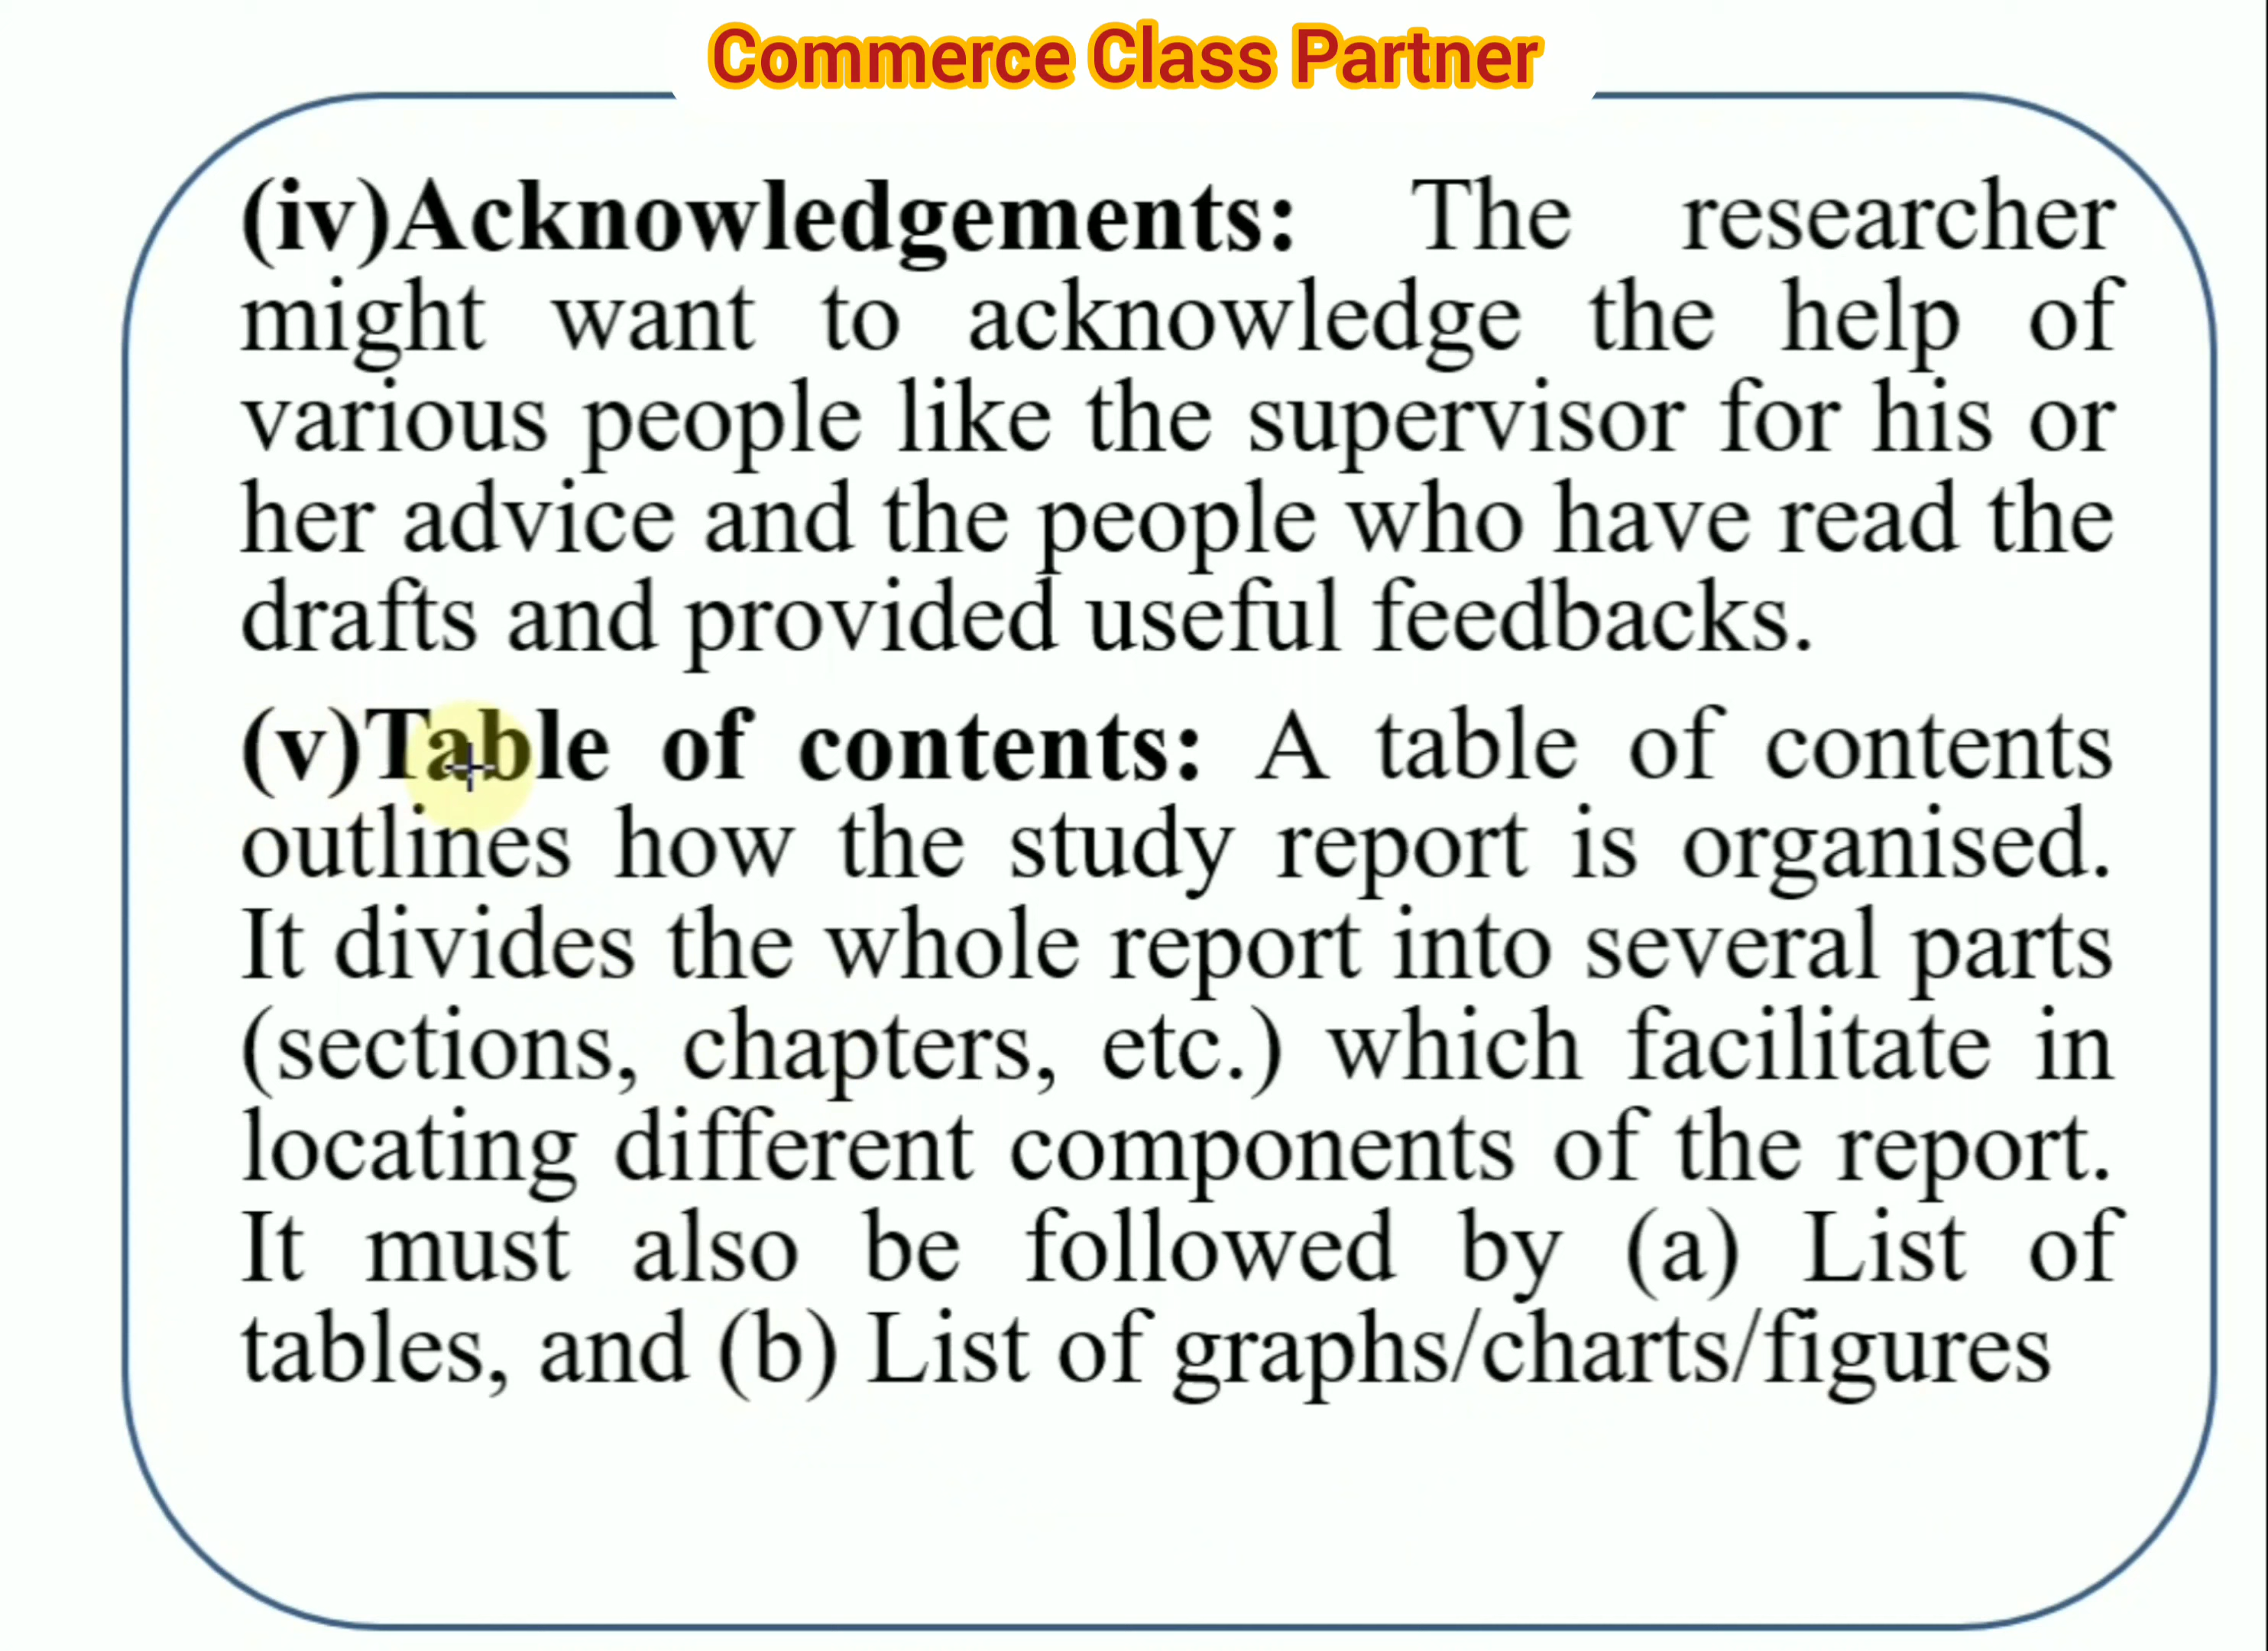 Commerce Class Partner
(iv)Acknowledgements: The researcher
might want to acknowledge the help of
various people like the supervisor for his or
her advice and the people who have read the
drafts and provided useful feedbacks.
(v)Table of contents: A table of contents
outlines how the study report is organised.
It divides the whole report into several parts
(sections, chapters, etc.) which facilitate in
locating different components of the report.
It must also be followed by (a) List of
tables, and (b) List of graphs/charts/figures